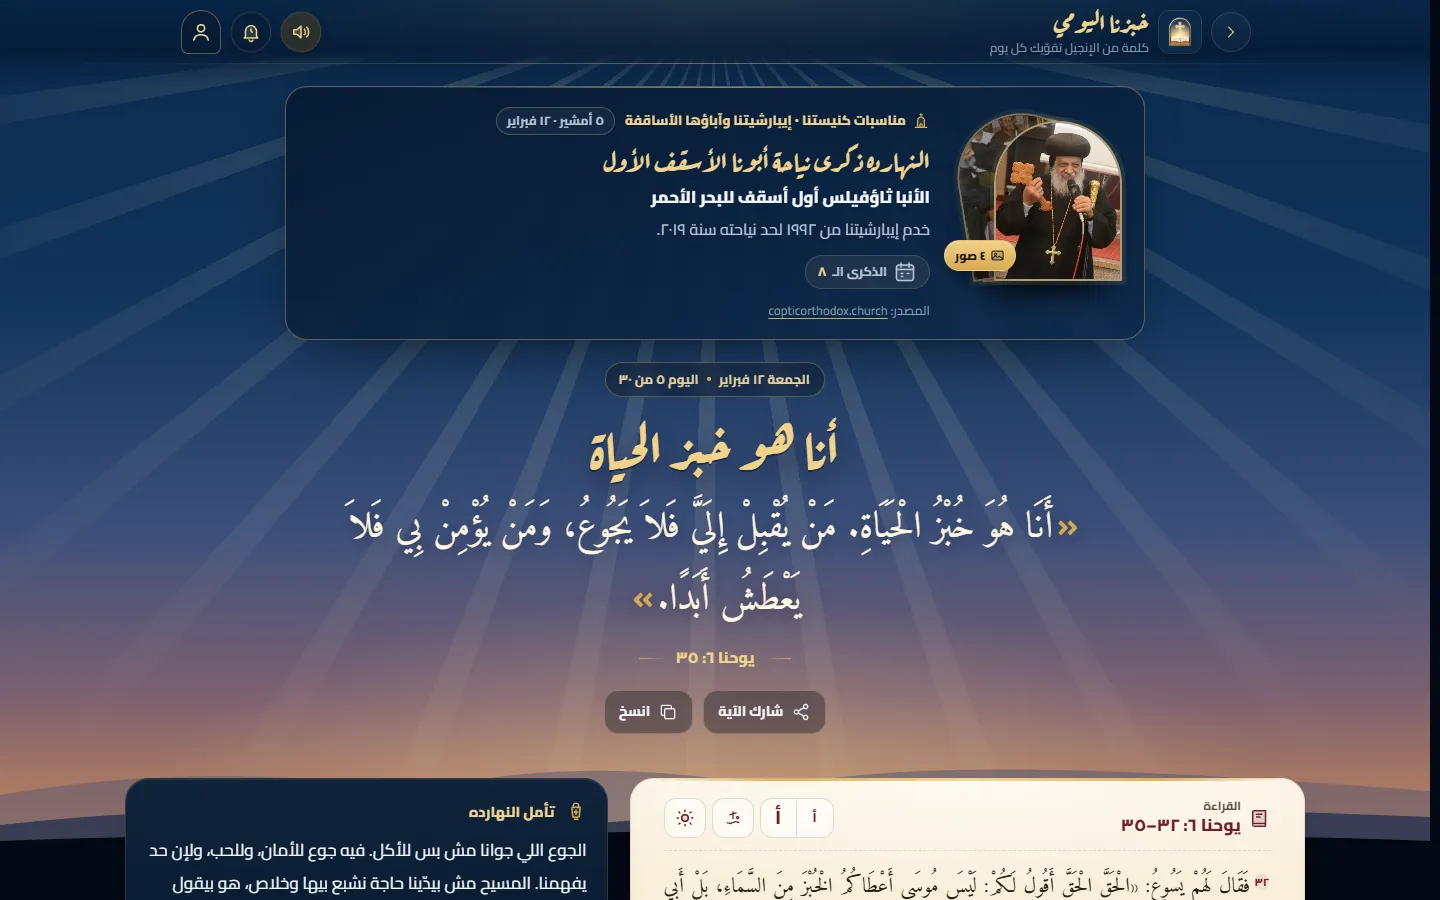 خبزنا اليومي
كلمة من الإنجيل تقوّيك كل يوم
مناسبات كنيستنا • إيبارشيتنا وآباؤها الأساقفة
٥ أمشير · ١٢ فبراير
النهارده ذكرى نياحة أبونا الأسقف الأول
الأنبا ثاؤفيلس أول أسقف للبحر الأحمر
خدم إيبارشيتنا من ١٩٩٢ لحد نياحته سنة ٢٠١٩.
٤ صور
الذكرى الـ ٨
المصدر: copticorthodox.church
الجمعة ١٢ فبراير • اليوم ٥ من ٣٠
أنا هو خبز الحياة
«أَنَا هُوَ خُبْزُ الْحَيَاةِ. مَنْ يُقْبِلْ إِلَيَّ فَلاَ يَجُوعُ، وَمَنْ يُؤْمِنْ بِي فَلاَ
يَعْطَشُ أَبَدًا.»
يوحنا ٦: ٣٥
شارك الآية
انسخ
القراءة
يوحنا ٦: ٣٢–٣٥
أ
أ
٣٢ فَقَالَ لَهُمْ يَسُوعُ: «الْحَقَّ الْحَقَّ أَقُولُ لَكُمْ: لَيْسَ مُوسَى أَعْطَاكُمُ الْخُبْزَ مِنَ السَّمَاءِ، بَلْ أَبِي
تأمل النهارده
الجوع اللي جوانا مش بس للأكل. فيه جوع للأمان، وللحب، ولإن حد
يفهمنا. المسيح مش بيدّينا حاجة نشبع بيها وخلاص، هو بيقول